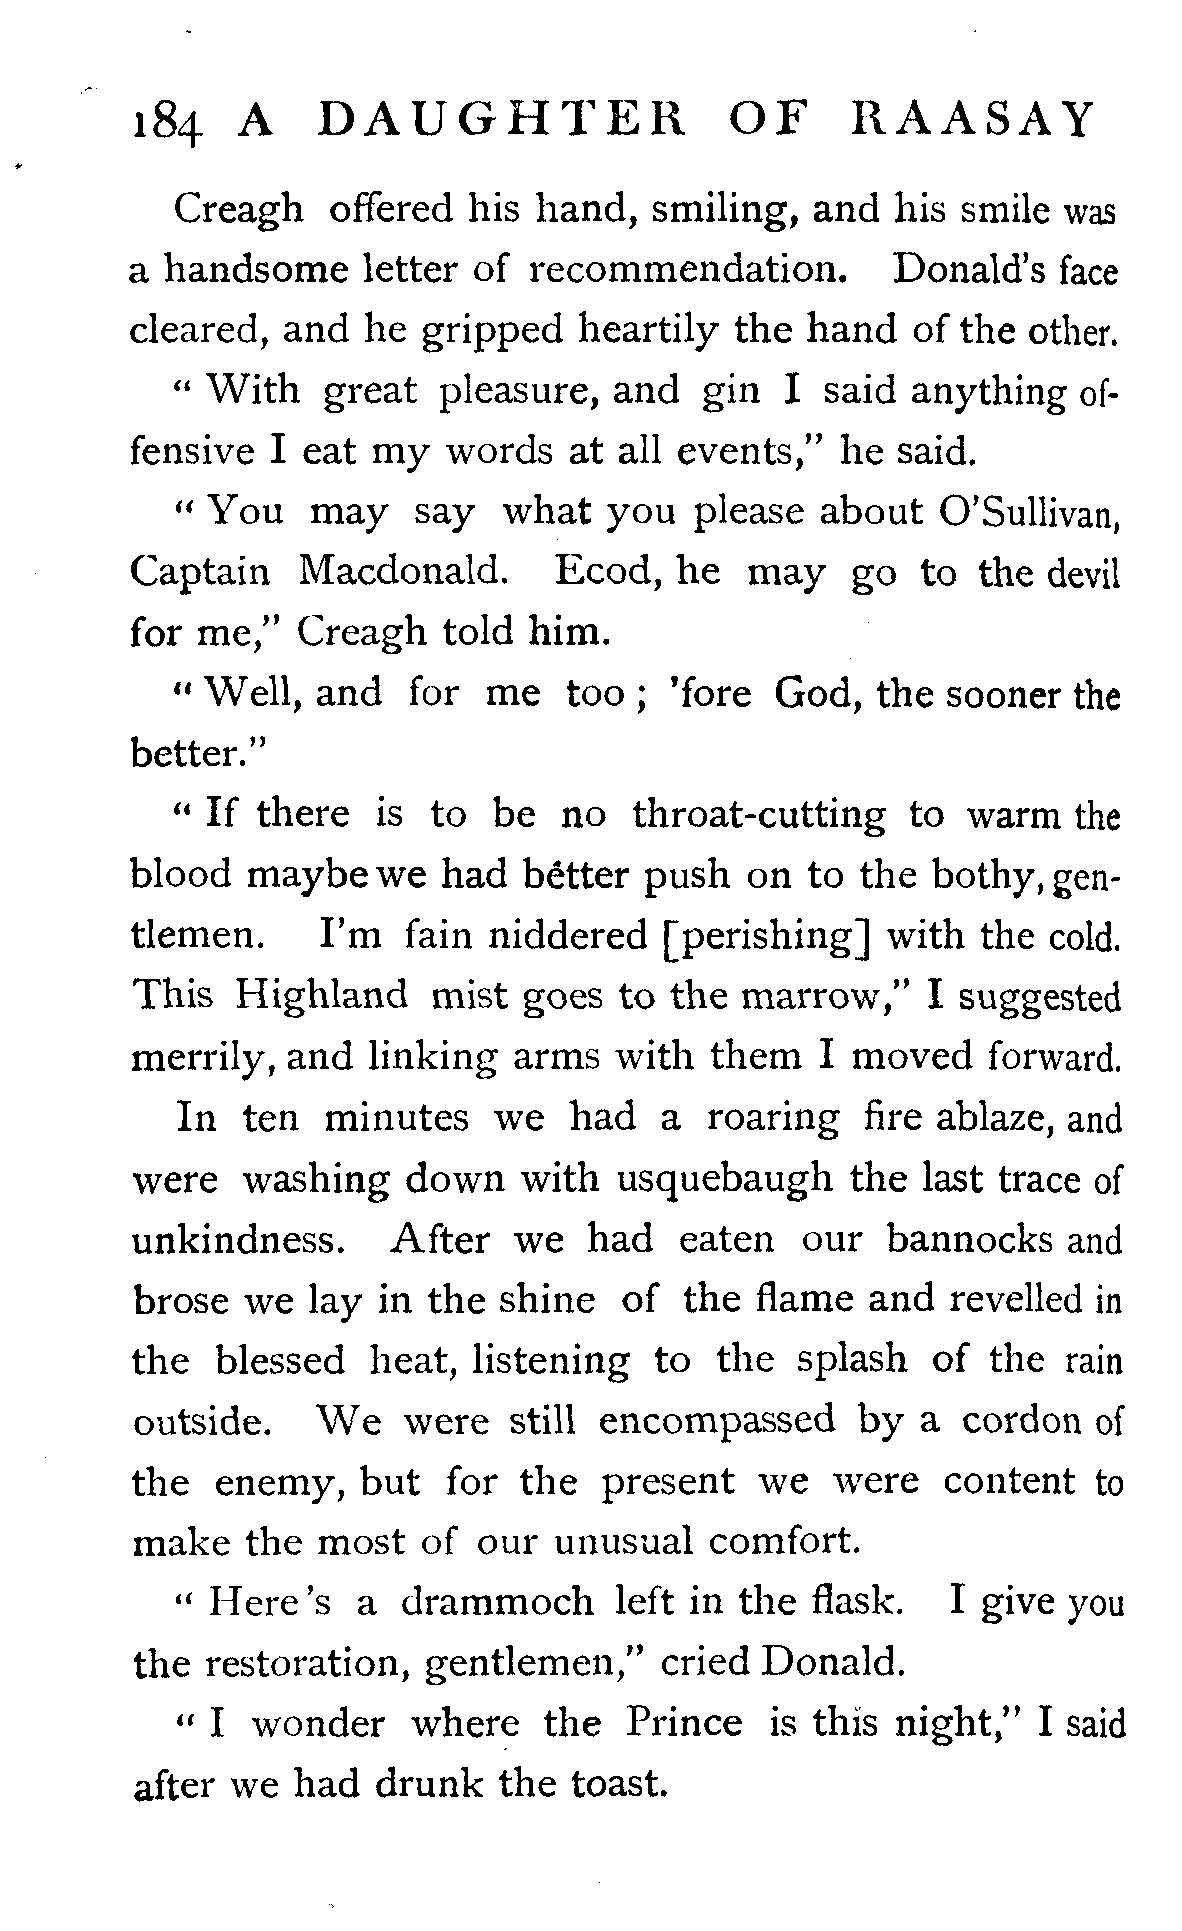 184 A DAUGHTER OF RAASAY
Creagh offered his hand, smiling, and his smile was
a handsome letter of recommendation. Donald's face
cleared, and he gripped heartily the hand of the other.
“ With great pleasure, and gin I said anything of-
fensive I eat my words at all events,” he said.
“ You may say what you please about O'Sullivan,
Captain Macdonald. Ecod, he may go to the devil
for me,” Creagh told him.
“ Well, and for me too ; 'fore God, the sooner the
better.”
“ If there is to be no throat-cutting to warm the
blood maybe we had better push on to the bothy, gen-
tlemen. I'm fain niddered [perishing] with the cold.
This Highland mist goes to the marrow,” I suggested
merrily, and linking arms with them I moved forward.
In ten minutes we had a roaring fire ablaze, and
were washing down with usquebaugh the last trace of
unkindness. After we had eaten our bannocks and
brose we lay in the shine of the flame and revelled in
the blessed heat, listening to the splash of the rain
outside. We were still encompassed by a cordon of
the enemy, but for the present we were content to
make the most of our unusual comfort.
“ Here 's a drammoch left in the flask. I give you
the restoration, gentlemen,” cried Donald.
“ I wonder where the Prince is this night,” I said
after we had drunk the toast.